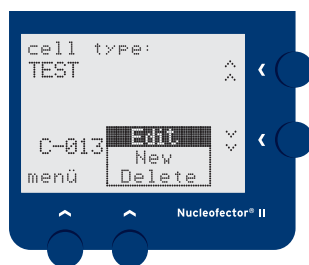 cell type:
TEST
C-013
Edit
New
menü
Delete
Nucleofector® II